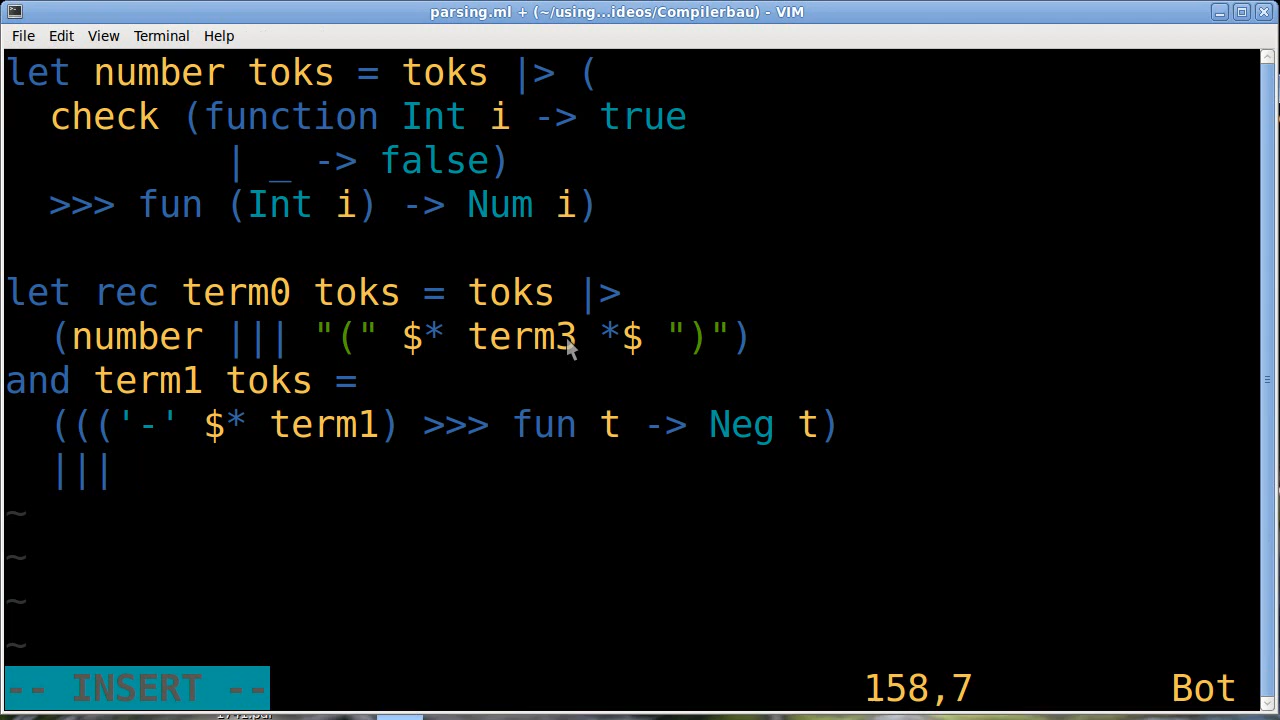 parsing.ml + (~/using...ideos/Compilerbau) - VIM
File Edit View Terminal Help
let number toks = toks |> (
  check (function Int i -> true
          | _ -> false)
  >>> fun (Int i) -> Num i)
let rec term0 toks = toks |>
  (number ||| "(" $* term3 *$ ")")
and term1 toks =
  ((('-' $* term1) >>> fun t -> Neg t)
  |||
~
~
~
~
-- INSERT -- 158,7 Bot